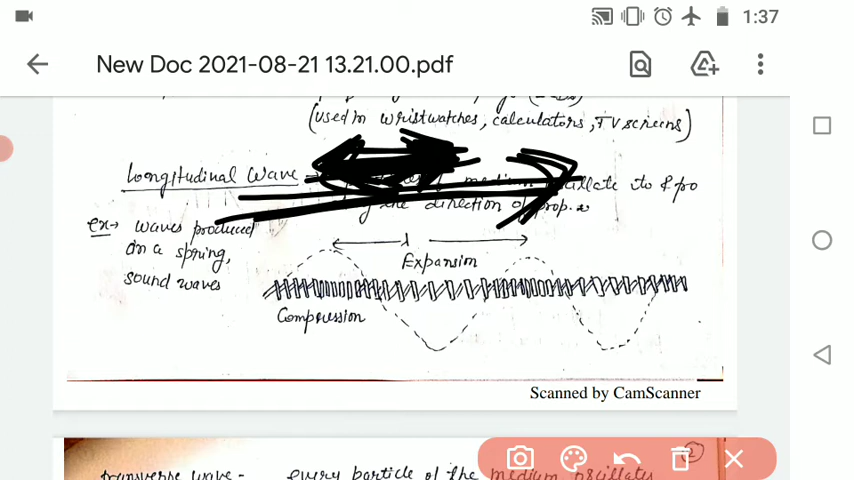 1:37
New Doc 2021-08-21 13.21.00.pdf
(used in wristwatches, calculators, TV screens)
Longitudinal Wave
medium oscillate to & fro
the direction of prop.
ex→ waves produced
on a spring,
sound waves
λ
Expansion
Compression
Scanned by CamScanner
2
transverse wave - every particle of the medium oscillates